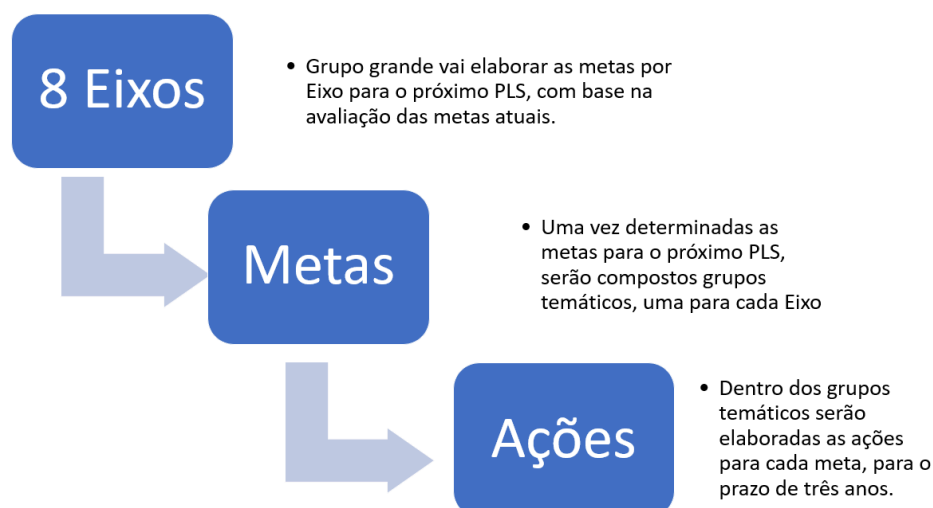 8 Eixos
• Grupo grande vai elaborar as metas por
Eixo para o próximo PLS, com base na
avaliação das metas atuais.
Metas
• Uma vez determinadas as
metas para o próximo PLS,
serão compostos grupos
temáticos, uma para cada Eixo
Ações
• Dentro dos grupos
temáticos serão
elaboradas as ações
para cada meta, para o
prazo de três anos.